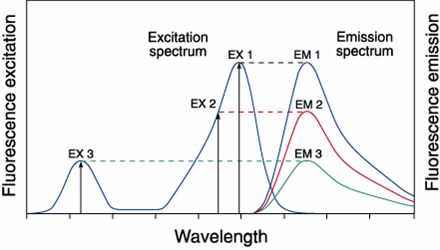 Fluorescence excitation
Excitation
spectrum
EX 1
EM 1
Emission
spectrum
EX 2
EM 2
EX 3
EM 3
Wavelength
Fluorescence emission